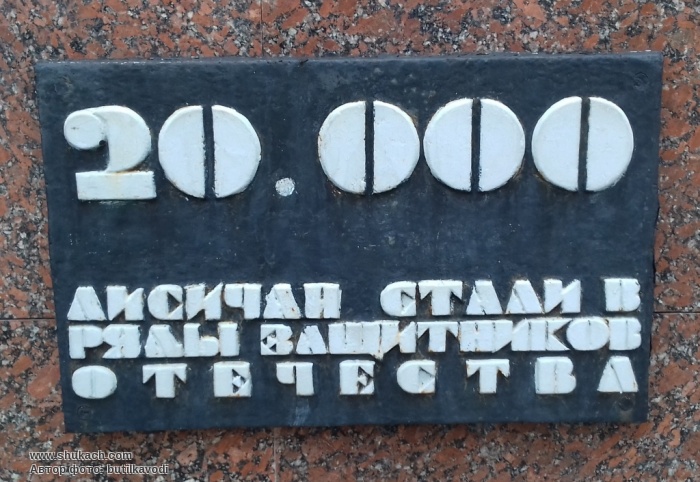 20.000
ЛИСИЧАН СТАЛИ В
РЯДЫ ЗАЩИТНИКОВ
ОТЕЧЕСТВА
www.shukach.com
Автор фото: butilkavodi